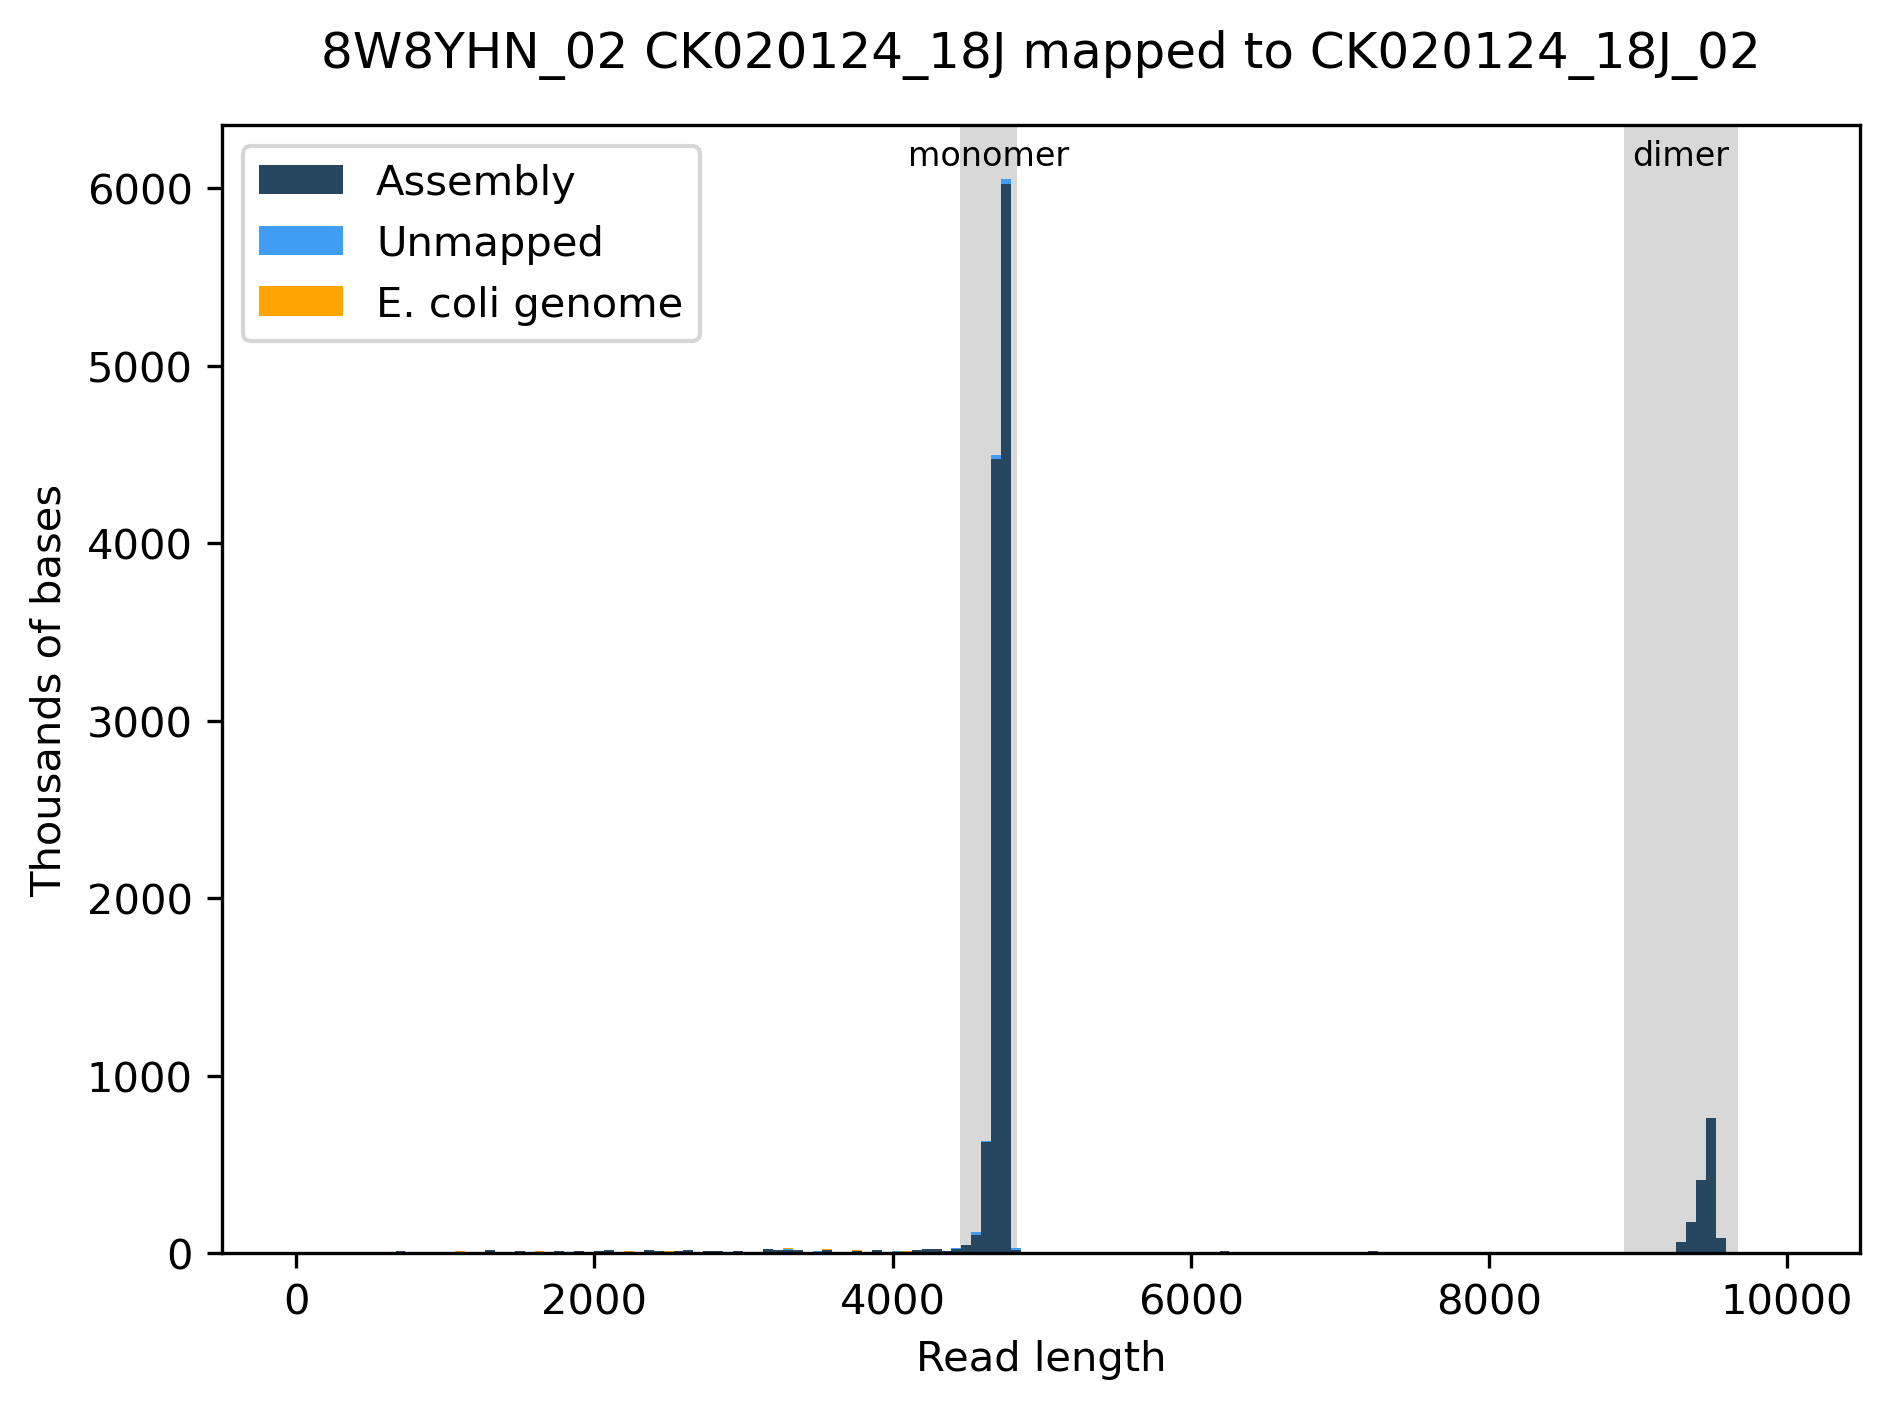 8W8YHN_02 CK020124_18J mapped to CK020124_18J_02
monomer
dimer
Assembly
Unmapped
E. coli genome
6000
5000
4000
3000
2000
1000
0
Thousands of bases
0 2000 4000 6000 8000 10000
Read length